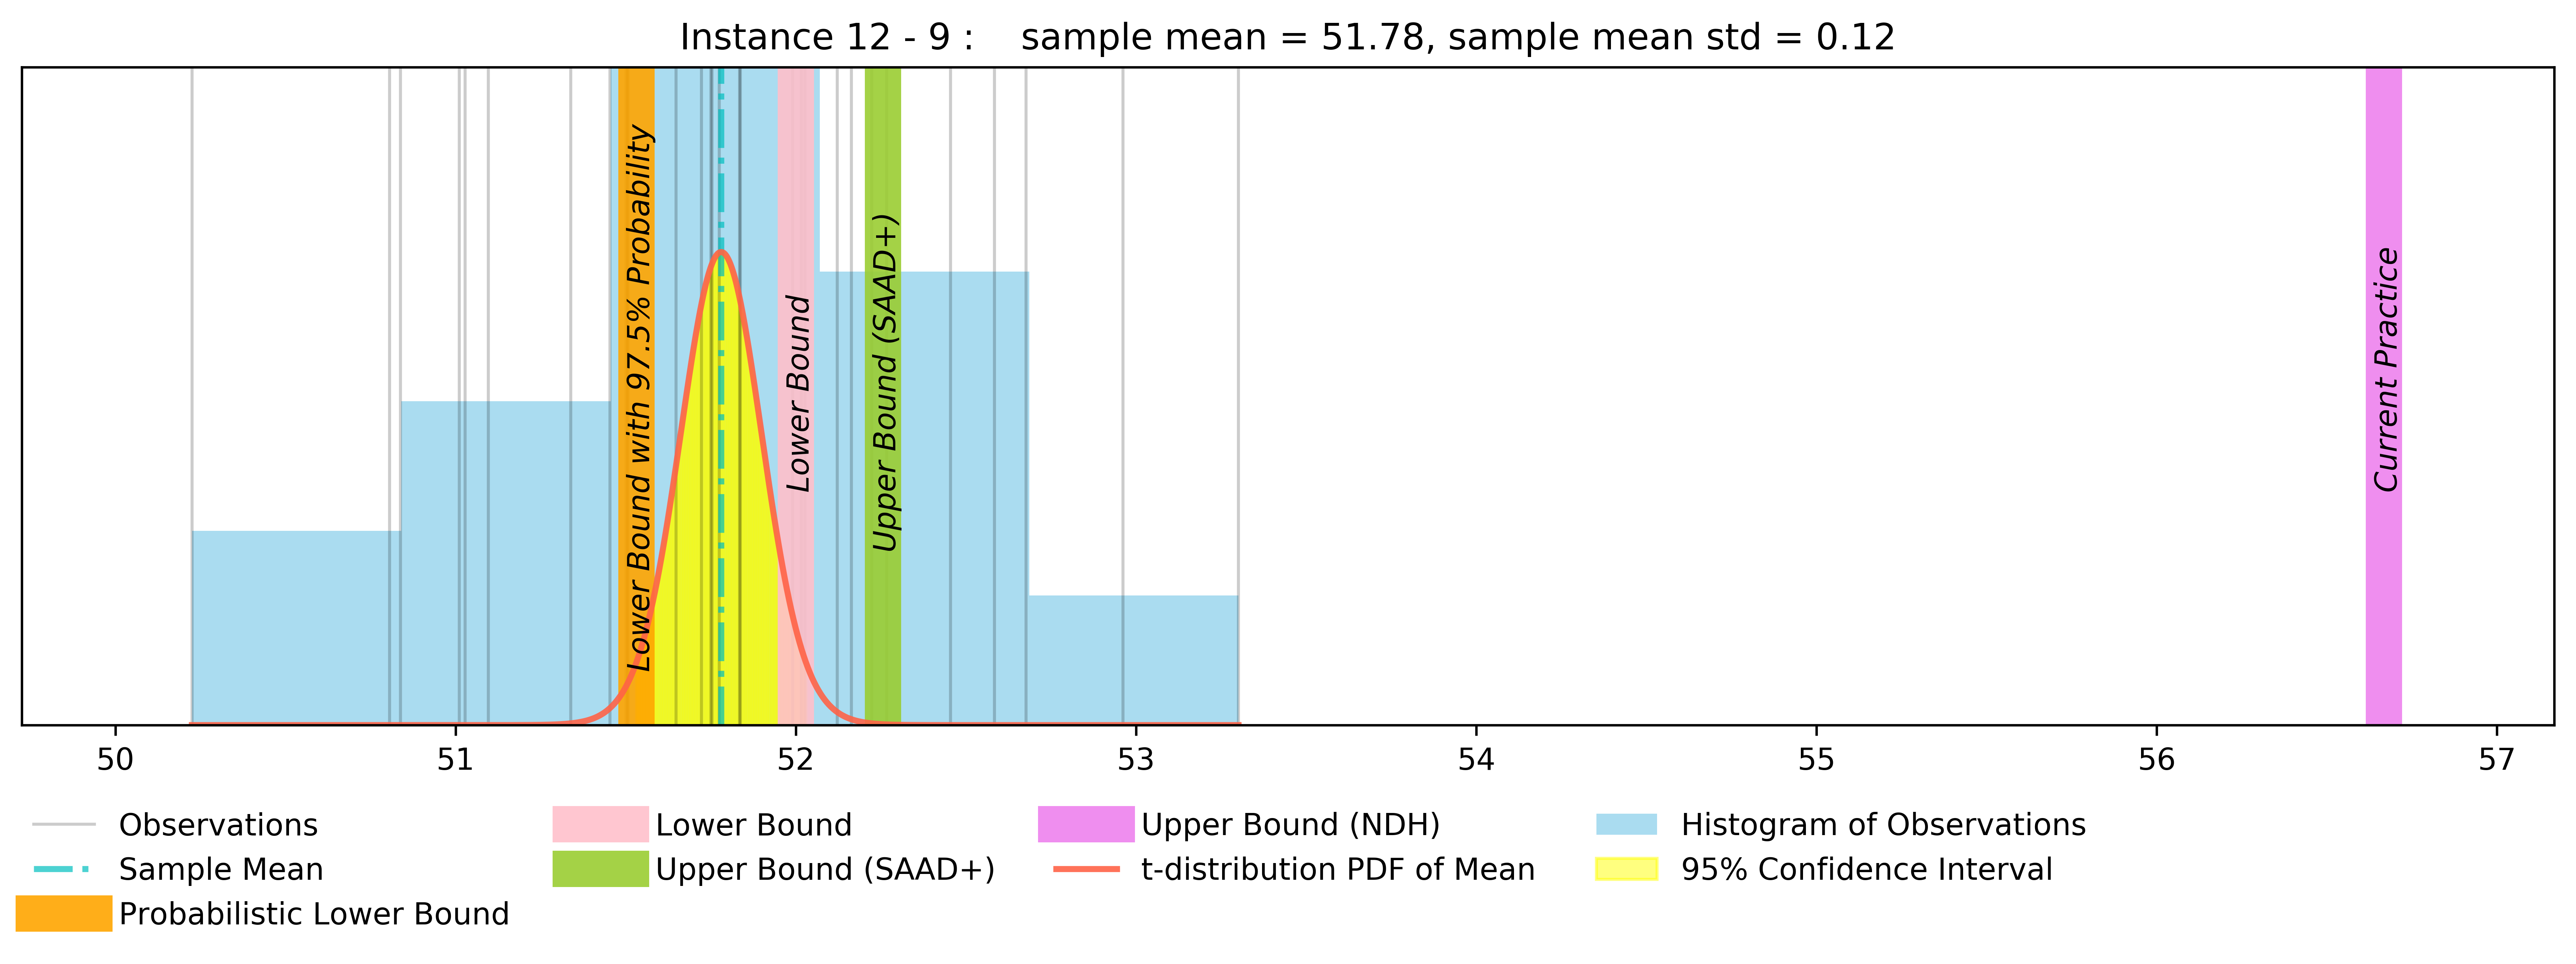 Instance 12 - 9 :    sample mean = 51.78, sample mean std = 0.12
Lower Bound with 97.5% Probability
Lower Bound
Upper Bound (SAAD+)
Current Practice
50 51 52 53 54 55 56 57
Observations
Sample Mean
Probabilistic Lower Bound
Lower Bound
Upper Bound (SAAD+)
Upper Bound (NDH)
t-distribution PDF of Mean
Histogram of Observations
95% Confidence Interval